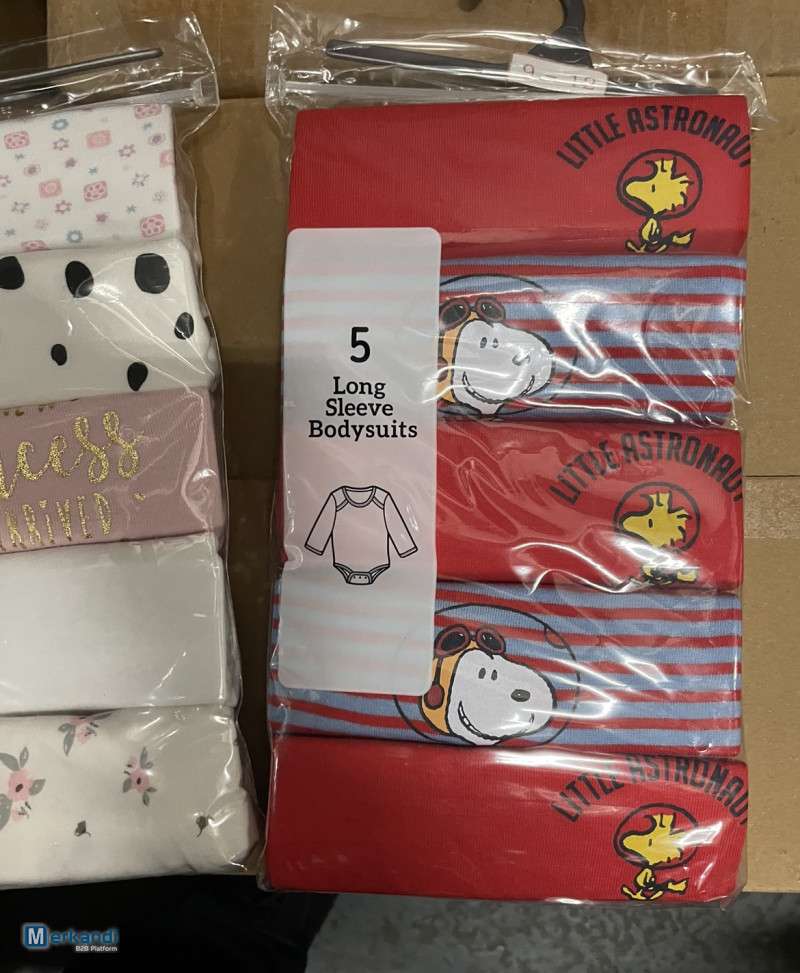 LITTLE ASTRONAUT
5
Long
Sleeve
Bodysuits
LITTLE ASTRONAUT
LITTLE ASTRONAUT
Merkandi
B2B Platform